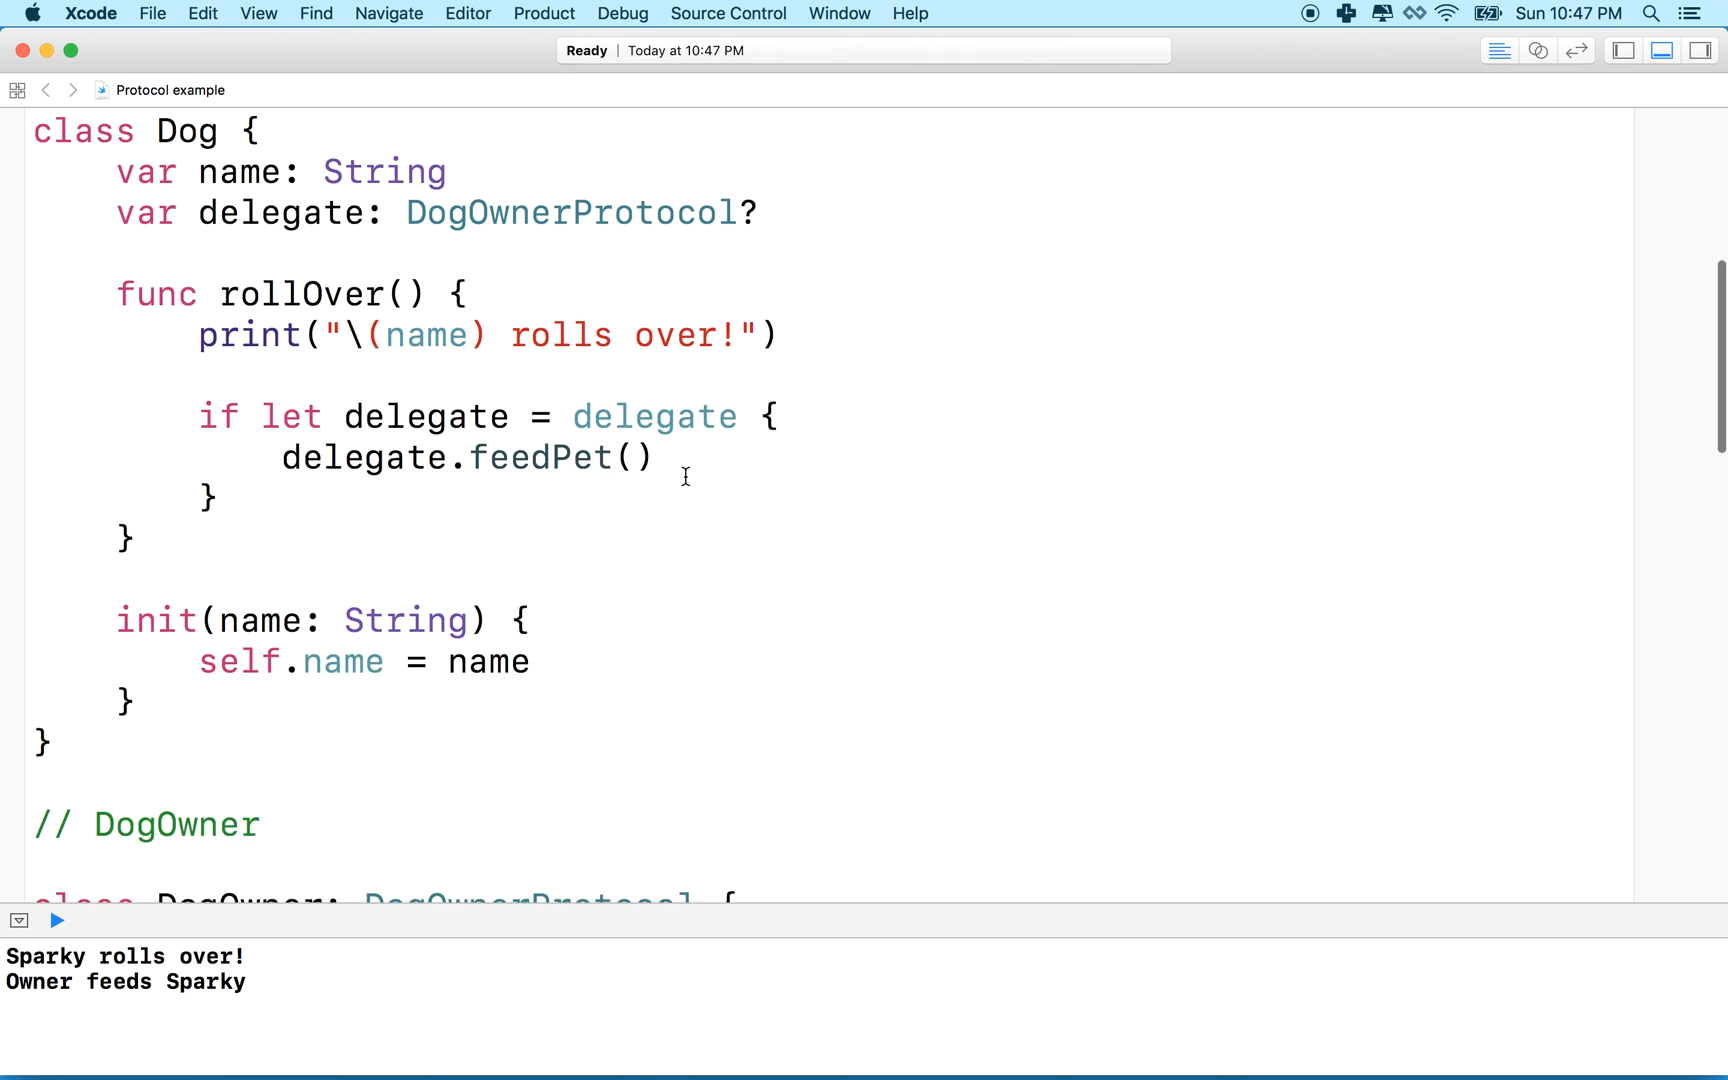 Xcode File Edit View Find Navigate Editor Product Debug Source Control Window Help Sun 10:47 PM
Ready | Today at 10:47 PM
Protocol example
class Dog {
var name: String
var delegate: DogOwnerProtocol?
func rollOver() {
print("\(name) rolls over!")
if let delegate = delegate {
delegate.feedPet()
}
}
init(name: String) {
self.name = name
}
}
// DogOwner
class DogOwner: DogOwnerProtocol {
Sparky rolls over!
Owner feeds Sparky